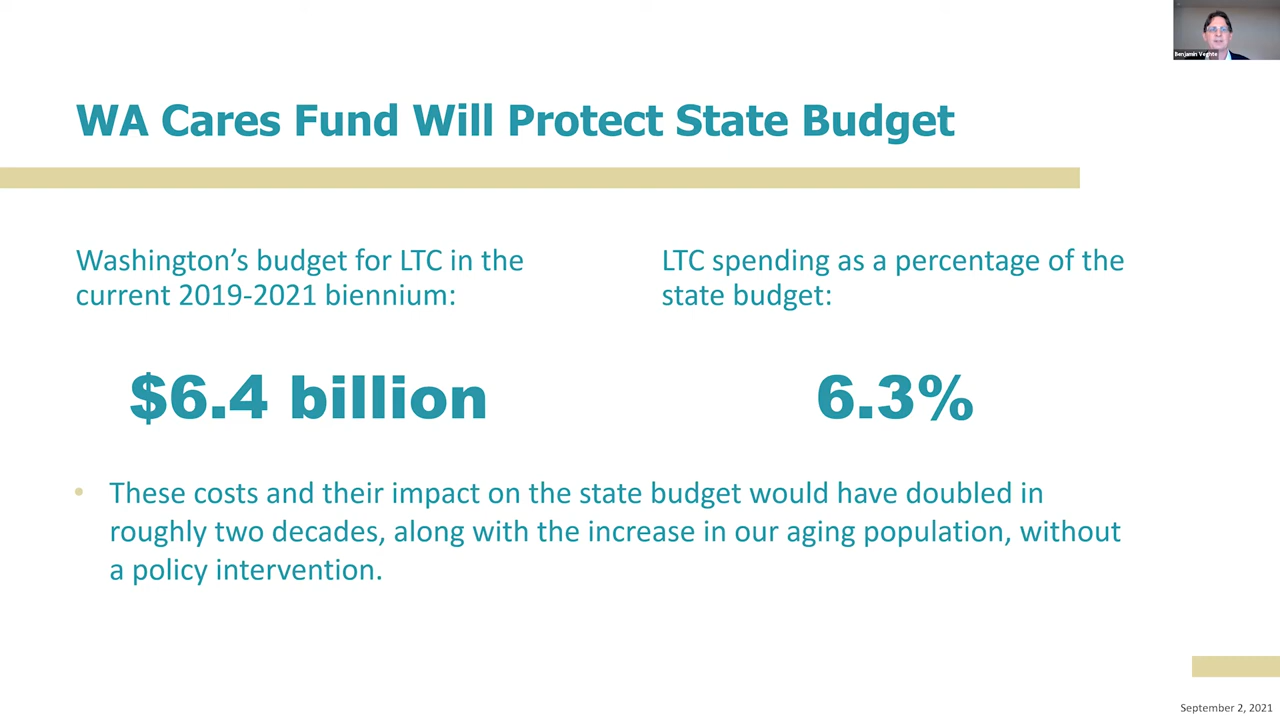 Benjamin Veghte
WA Cares Fund Will Protect State Budget
Washington’s budget for LTC in the
current 2019-2021 biennium:
$6.4 billion
LTC spending as a percentage of the
state budget:
6.3%
• These costs and their impact on the state budget would have doubled in
roughly two decades, along with the increase in our aging population, without
a policy intervention.
September 2, 2021